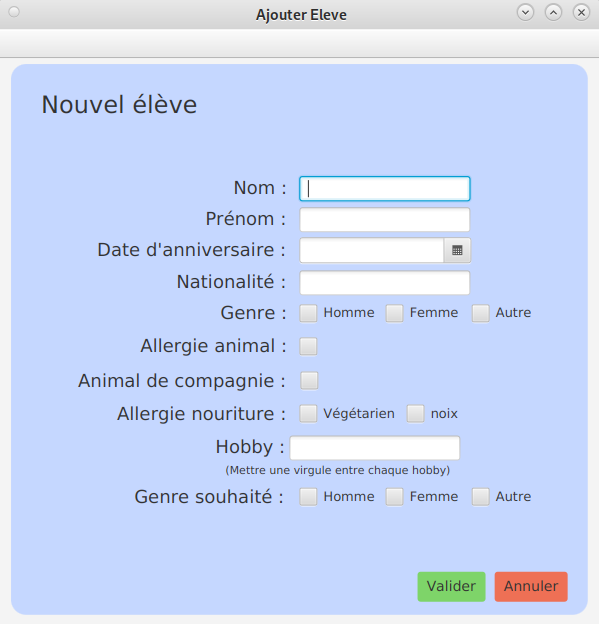 Ajouter Eleve
Nouvel élève
Nom :
Prénom :
Date d'anniversaire :
Nationalité :
Genre : Homme Femme Autre
Allergie animal :
Animal de compagnie :
Allergie nouriture : Végétarien noix
Hobby :
(Mettre une virgule entre chaque hobby)
Genre souhaité : Homme Femme Autre
Valider Annuler